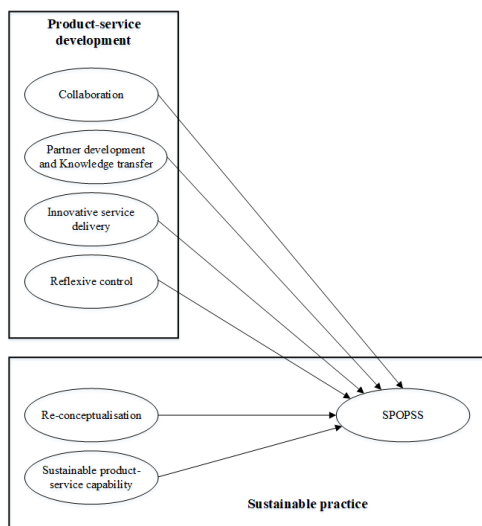 Product-service
development
Collaboration
Partner development
and Knowledge transfer
Innovative service
delivery
Reflexive control
Re-conceptualisation
SPOPSS
Sustainable product-
service capability
Sustainable practice